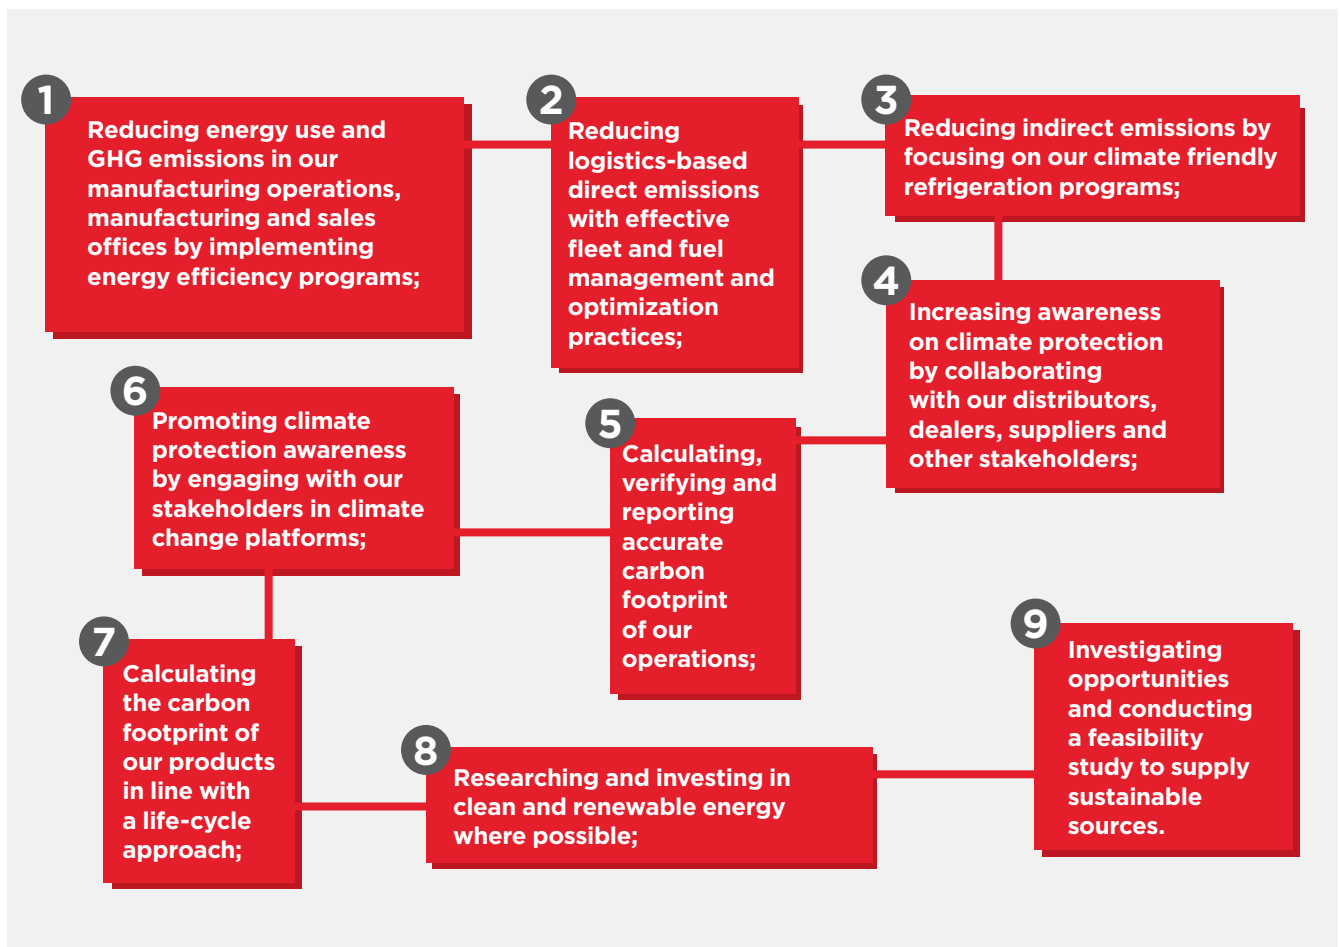 1
Reducing energy use and
GHG emissions in our
manufacturing operations,
manufacturing and sales
offices by implementing
energy efficiency programs;
2
Reducing
logistics-based
direct emissions
with effective
fleet and fuel
management and
optimization
practices;
3
Reducing indirect emissions by
focusing on our climate friendly
refrigeration programs;
4
Increasing awareness
on climate protection
by collaborating
with our distributors,
dealers, suppliers and
other stakeholders;
5
Calculating,
verifying and
reporting
accurate
carbon
footprint
of our
operations;
6
Promoting climate
protection awareness
by engaging with our
stakeholders in climate
change platforms;
7
Calculating
the carbon
footprint of
our products
in line with
a life-cycle
approach;
8
Researching and investing in
clean and renewable energy
where possible;
9
Investigating
opportunities
and conducting
a feasibility
study to supply
sustainable
sources.